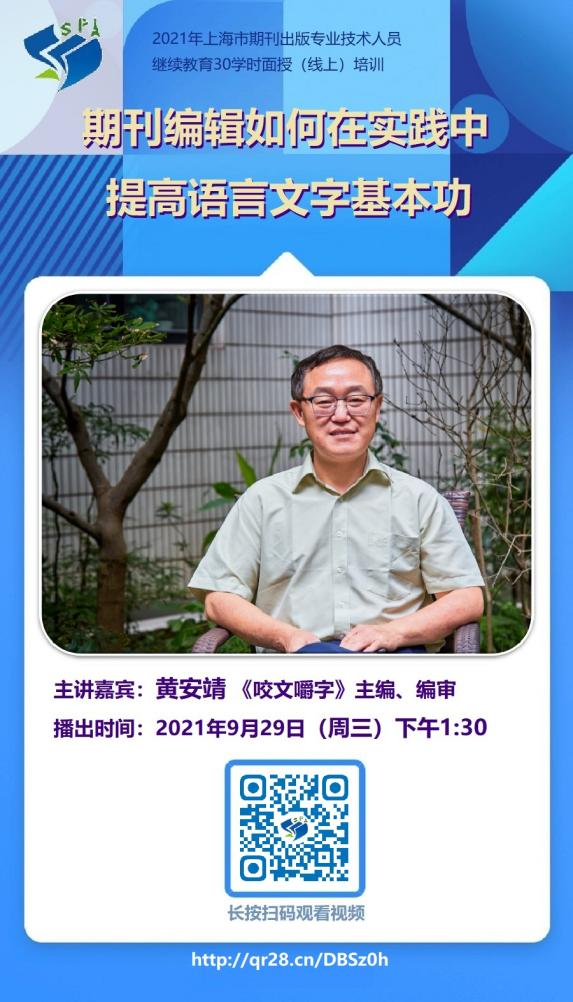 SPA
2021年上海市期刊出版专业技术人员
继续教育30学时面授（线上）培训
期刊编辑如何在实践中
提高语言文字基本功
主讲嘉宾：黄安靖《咬文嚼字》主编、编审
播出时间：2021年9月29日（周三）下午1:30
SPA
长按扫码观看视频
http://qr28.cn/DBSz0h